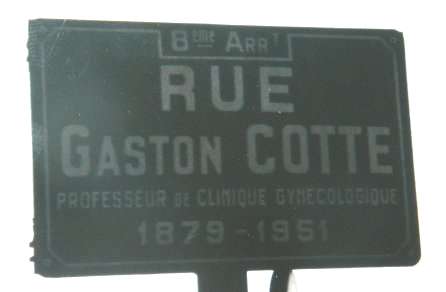 8ème ARRT
RUE
GASTON COTTE
PROFESSEUR DE CLINIQUE GYNECOLOGIQUE
1879-1951